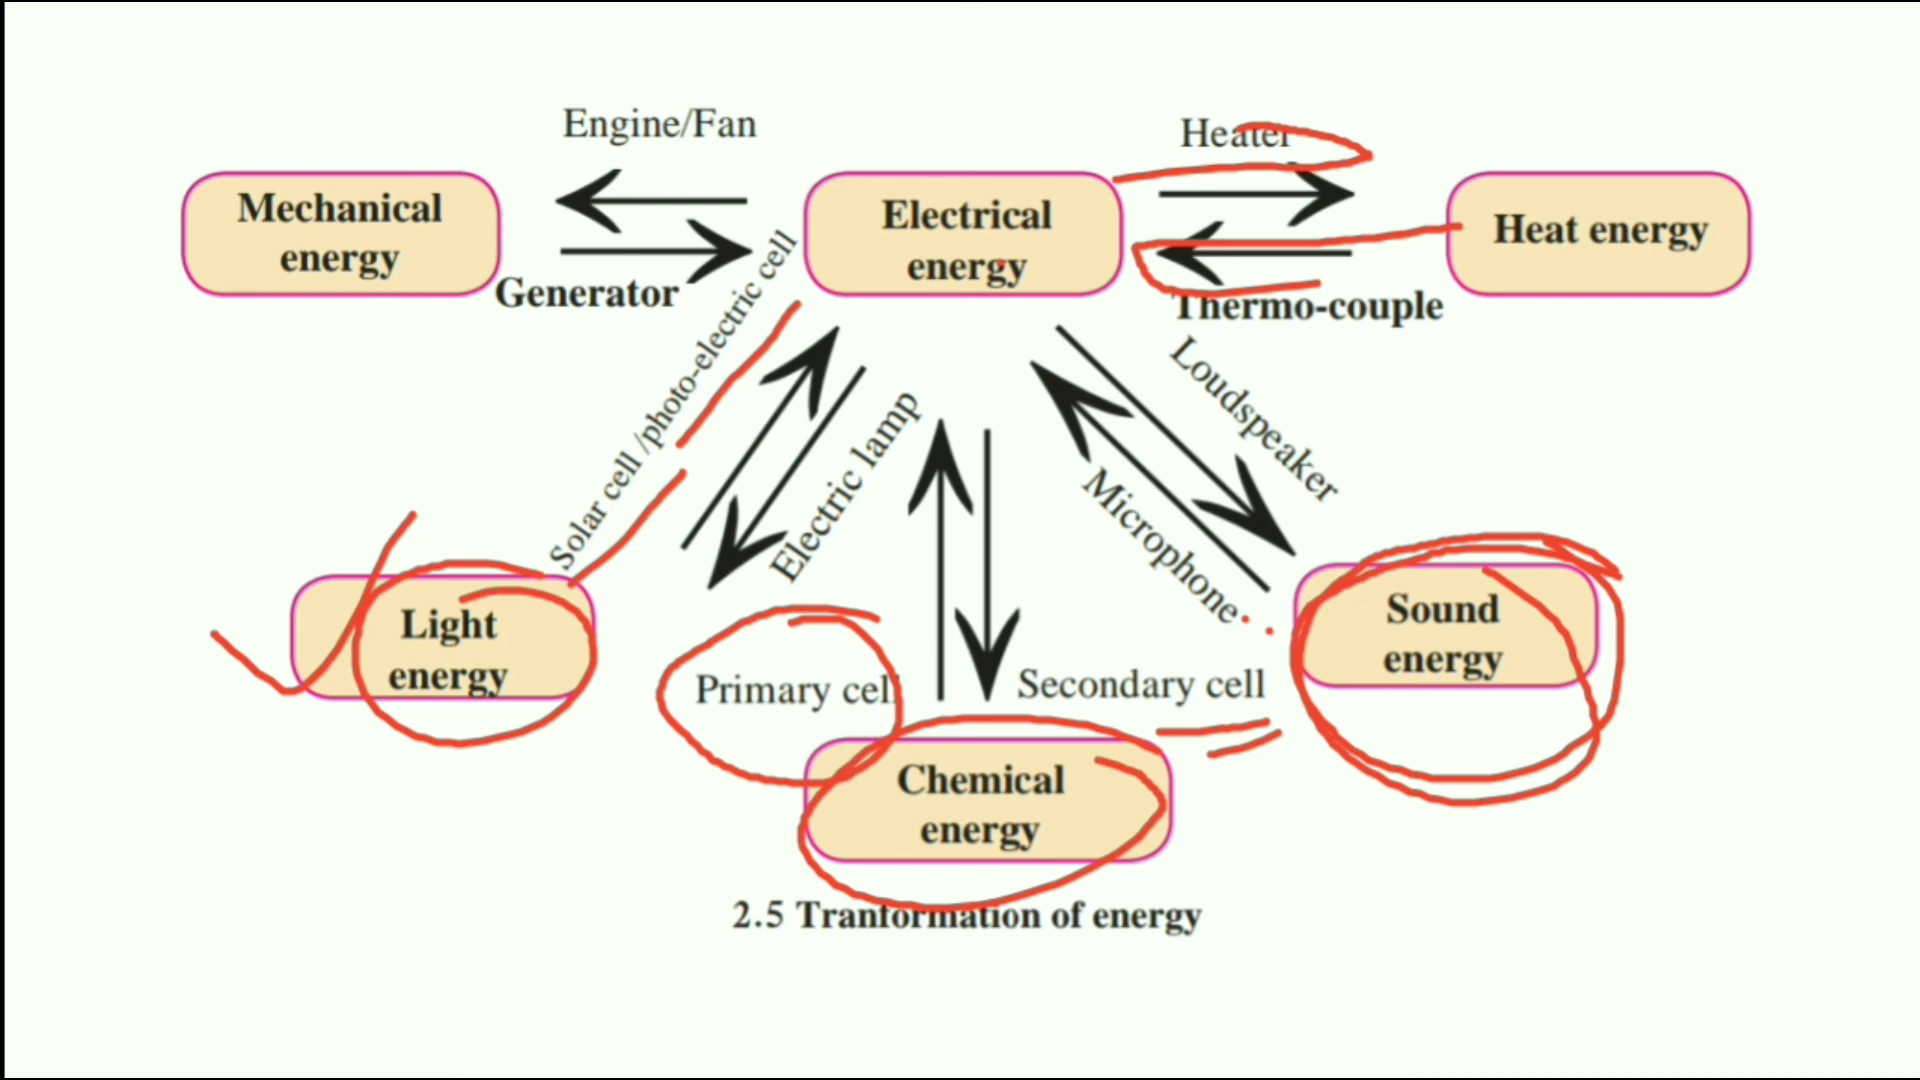 Engine/Fan
Heater
Mechanical
energy
Electrical
energy
Heat energy
Generator
Thermo-couple
Solar cell /photo-electric cell
Electric lamp
Loudspeaker
Microphone
Light
energy
Primary cell
Secondary cell
Sound
energy
Chemical
energy
2.5 Tranformation of energy